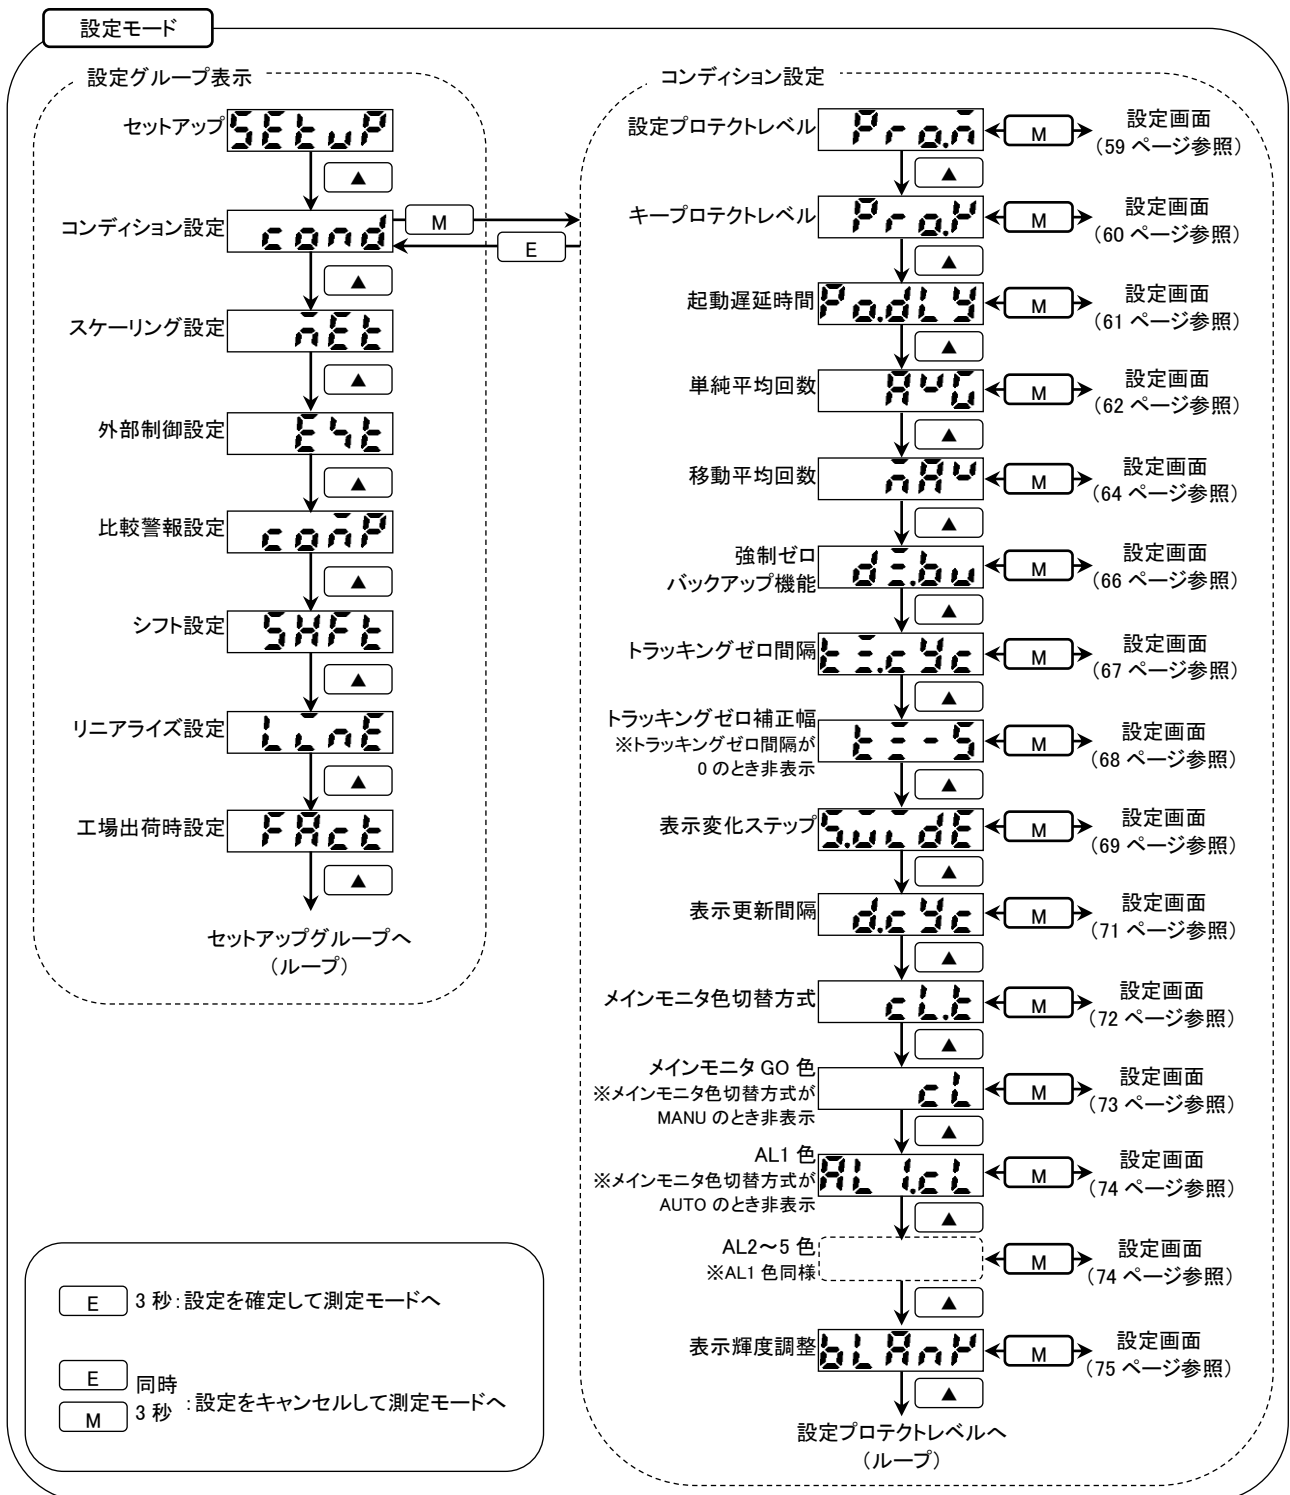 設定モード
設定グループ表示
セットアップ SEtuP
▲
コンディション設定 cond
M
E
▲
スケーリング設定 mEt
▲
外部制御設定 Ext
▲
比較警報設定 comP
▲
シフト設定 SHFt
▲
リニアライズ設定 LinE
▲
工場出荷時設定 FAct
▲
セットアップグループへ
(ループ)
コンディション設定
設定プロテクトレベル Pro.m M 設定画面
(59 ページ参照)
▲
キープロテクトレベル Pro.K M 設定画面
(60 ページ参照)
▲
起動遅延時間 Po.dLY M 設定画面
(61 ページ参照)
▲
単純平均回数 AvG M 設定画面
(62 ページ参照)
▲
移動平均回数 mAv M 設定画面
(64 ページ参照)
▲
強制ゼロ
バックアップ機能 dZ.bu M 設定画面
(66 ページ参照)
▲
トラッキングゼロ間隔 tZ.cYc M 設定画面
(67 ページ参照)
▲
トラッキングゼロ補正幅
※トラッキングゼロ間隔が
0 のとき非表示
tZ-S M 設定画面
(68 ページ参照)
▲
表示変化ステップ S.widE M 設定画面
(69 ページ参照)
▲
表示更新間隔 d.cYc M 設定画面
(71 ページ参照)
▲
メインモニタ色切替方式 cL.t M 設定画面
(72 ページ参照)
▲
メインモニタ GO 色
※メインモニタ色切替方式が
MANU のとき非表示
cL M 設定画面
(73 ページ参照)
▲
AL1 色
※メインモニタ色切替方式が
AUTO のとき非表示
AL1.cL M 設定画面
(74 ページ参照)
▲
AL2～5 色
※AL1 色同様
M 設定画面
(74 ページ参照)
▲
表示輝度調整 bLAnK M 設定画面
(75 ページ参照)
▲
設定プロテクトレベルへ
(ループ)
E 3 秒:設定を確定して測定モードへ
E 同時
M 3 秒 :設定をキャンセルして測定モードへ